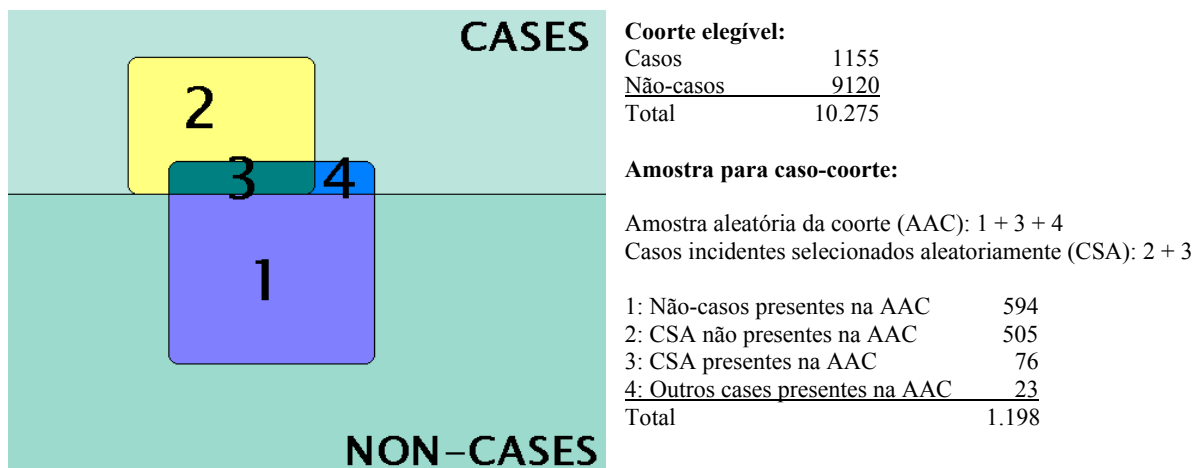 CASES
2
3 4
1
NON-CASES
Coorte elegível:
Casos 1155
Não-casos 9120
Total 10.275
Amostra para caso-coorte:
Amostra aleatória da coorte (AAC): 1 + 3 + 4
Casos incidentes selecionados aleatoriamente (CSA): 2 + 3
1: Não-casos presentes na AAC 594
2: CSA não presentes na AAC 505
3: CSA presentes na AAC 76
4: Outros cases presentes na AAC 23
Total 1.198